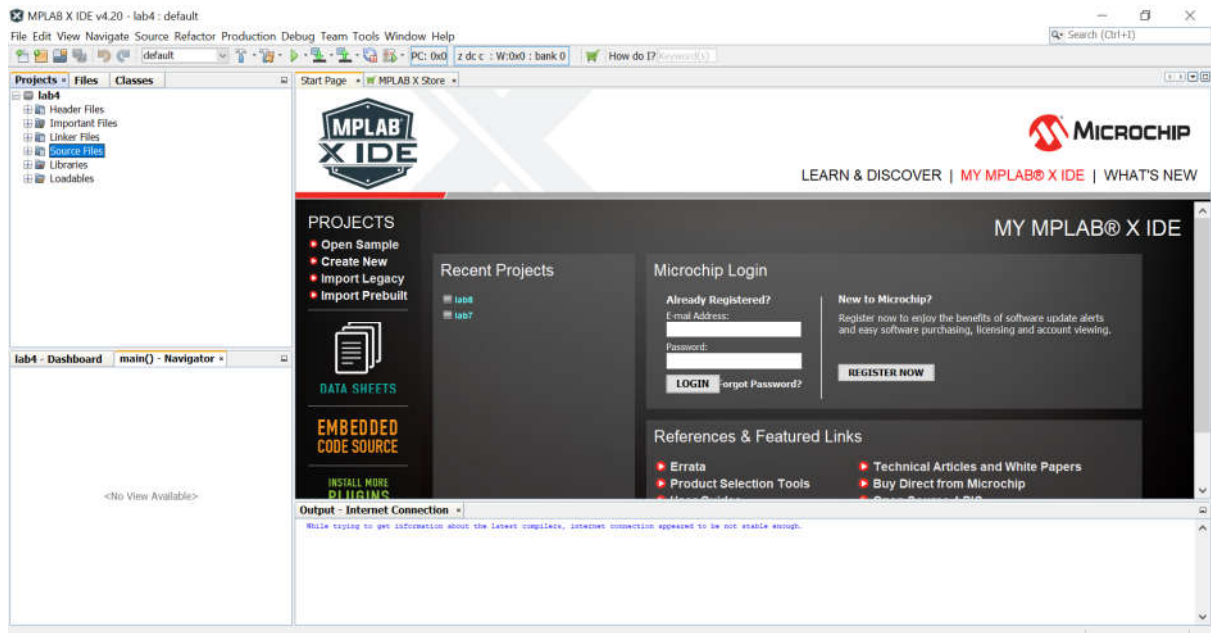 MPLAB X IDE v4.20 - lab4 : default
File Edit View Navigate Source Refactor Production Debug Team Tools Window Help
Search (Ctrl+I)
default
PC: 0x0
z dc c : W:0x0 : bank 0
How do I?
Projects
Files
Classes
lab4
Header Files
Important Files
Linker Files
Source Files
Libraries
Loadables
Start Page
MPLAB X Store
MPLAB
X IDE
MICROCHIP
LEARN & DISCOVER | MY MPLAB® X IDE | WHAT'S NEW
MY MPLAB® X IDE
PROJECTS
Open Sample
Create New
Import Legacy
Import Prebuilt
DATA SHEETS
EMBEDDED
CODE SOURCE
INSTALL MORE
PLUGINS
Recent Projects
lab6
lab7
Microchip Login
Already Registered?
E-mail Address:
Password:
LOGIN
Forgot Password?
New to Microchip?
Register now to enjoy the benefits of software update alerts
and easy software purchasing, licensing and account viewing.
REGISTER NOW
References & Featured Links
Errata
Product Selection Tools
Technical Articles and White Papers
Buy Direct from Microchip
lab4 - Dashboard
main() - Navigator
<No View Available>
Output - Internet Connection
While trying to get information about the latest compilers, internet connection appeared to be not stable enough.